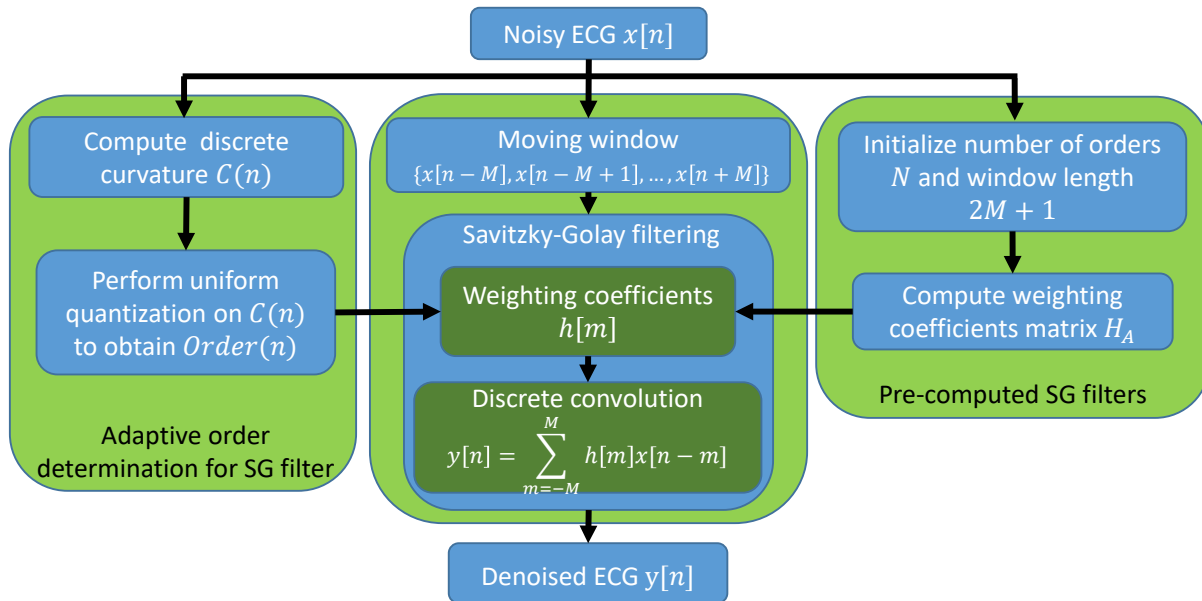 Noisy ECG x[n]
Compute discrete
curvature C(n)
Perform uniform
quantization on C(n)
to obtain Order(n)
Adaptive order
determination for SG filter
Moving window
{x[n − M], x[n − M + 1], … , x[n + M]}
Savitzky-Golay filtering
Weighting coefficients
h[m]
Discrete convolution
M
y[n] = ∑ h[m]x[n − m]
m=−M
Initialize number of orders
N and window length
2M + 1
Compute weighting
coefficients matrix H_A
Pre-computed SG filters
Denoised ECG y[n]